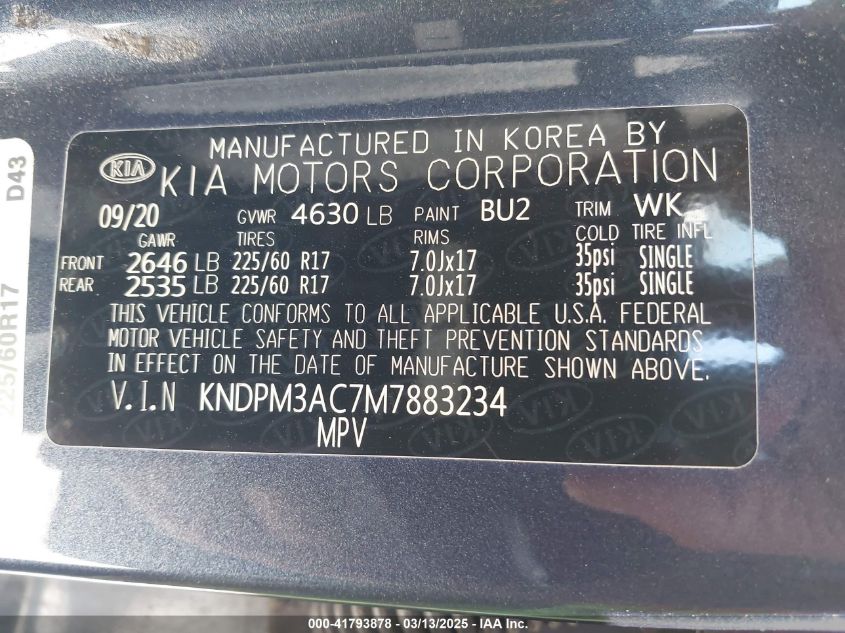 MANUFACTURED IN KOREA BY
KIA KIA MOTORS CORPORATION
09/20 GVWR 4630 LB PAINT BU2 TRIM WK
GAWR TIRES RIMS COLD TIRE INFL
FRONT 2646 LB 225/60 R17 7.0Jx17 35psi SINGLE
REAR 2535 LB 225/60 R17 7.0Jx17 35psi SINGLE
THIS VEHICLE CONFORMS TO ALL APPLICABLE U.S.A. FEDERAL
MOTOR VEHICLE SAFETY AND THEFT PREVENTION STANDARDS
IN EFFECT ON THE DATE OF MANUFACTURE SHOWN ABOVE.
V.I.N KNDPM3AC7M7883234
MPV
D43
225/60R17
000-41793878 - 03/13/2025 - IAA Inc.